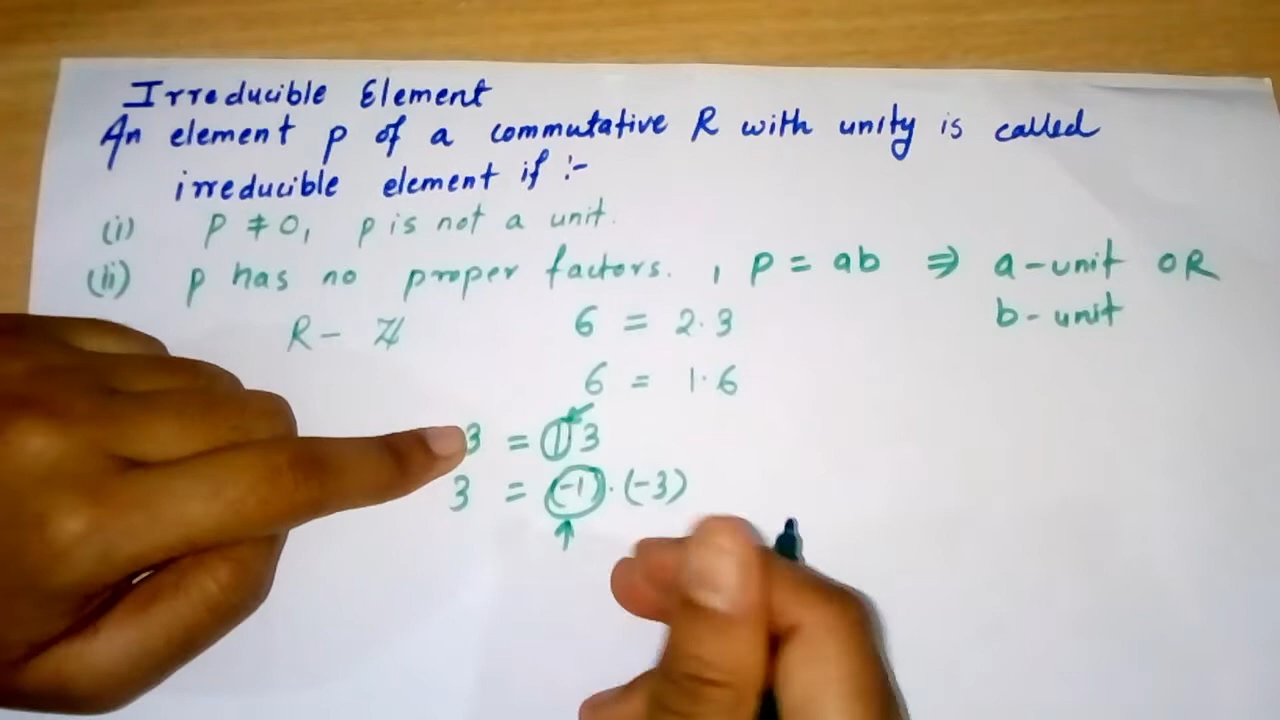 Irreducible Element
An element p of a commutative R with unity is called
irreducible element if :-
(i) p ≠ 0, p is not a unit.
(ii) p has no proper factors. , p = ab ⇒ a-unit OR
b-unit
R - ℤ 6 = 2.3
6 = 1.6
3 = 1 3
3 = (-1).(-3)